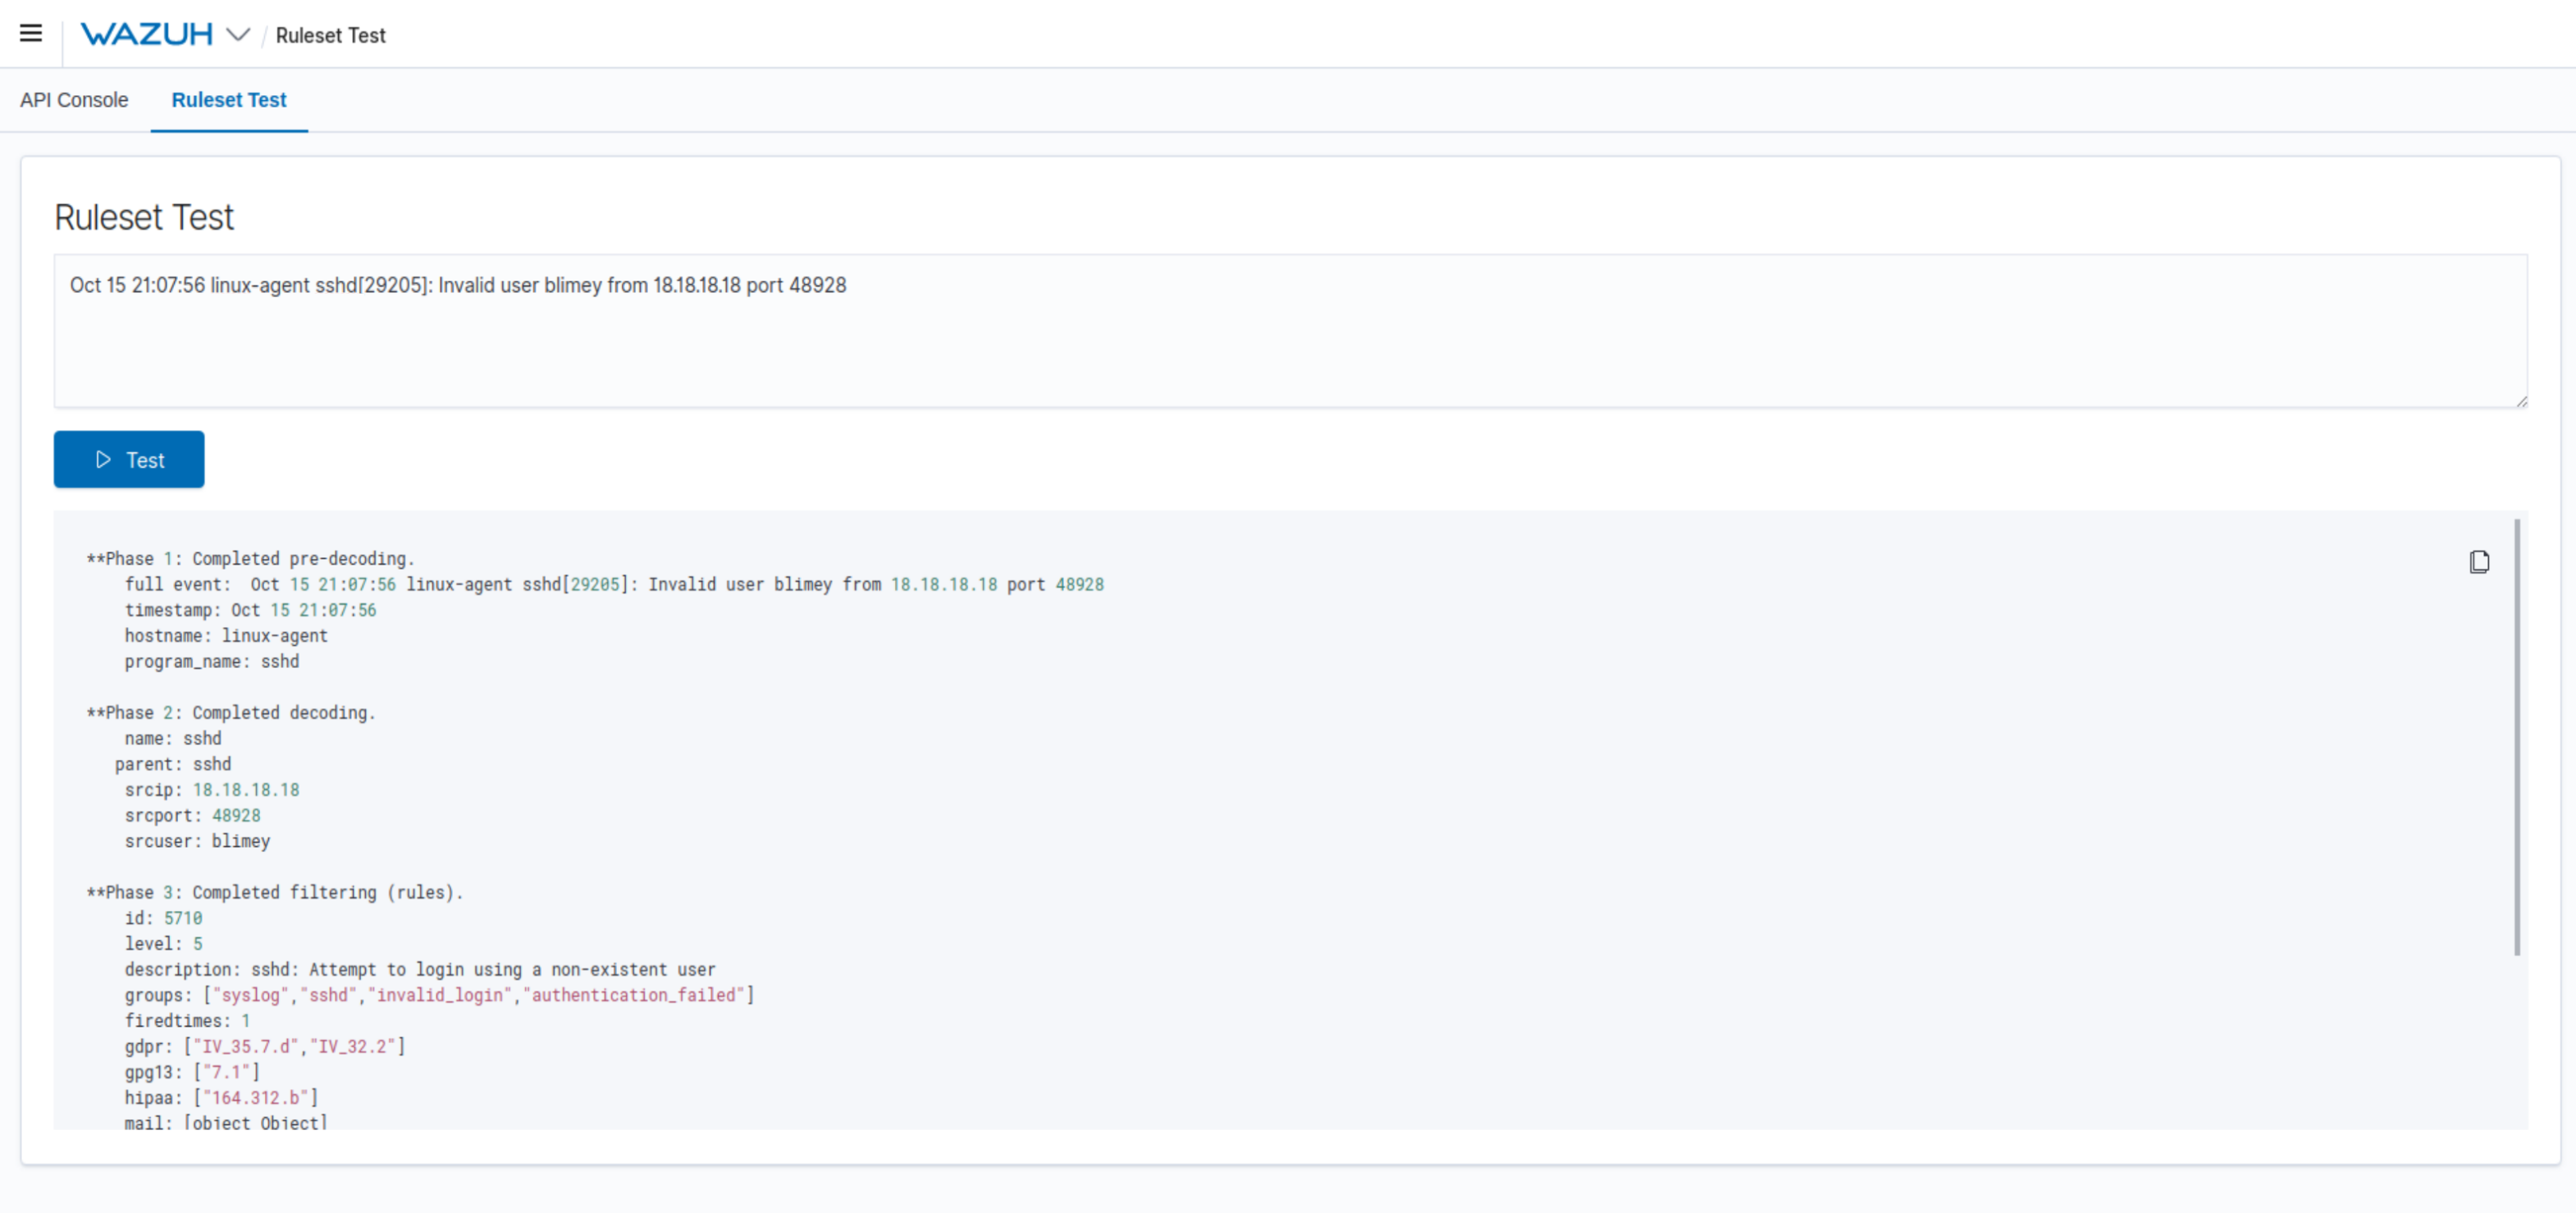 WAZUH / Ruleset Test
API Console Ruleset Test
Ruleset Test
Oct 15 21:07:56 linux-agent sshd[29205]: Invalid user blimey from 18.18.18.18 port 48928
Test
**Phase 1: Completed pre-decoding.
full event:  Oct 15 21:07:56 linux-agent sshd[29205]: Invalid user blimey from 18.18.18.18 port 48928
timestamp: Oct 15 21:07:56
hostname: linux-agent
program_name: sshd
**Phase 2: Completed decoding.
name: sshd
parent: sshd
srcip: 18.18.18.18
srcport: 48928
srcuser: blimey
**Phase 3: Completed filtering (rules).
id: 5710
level: 5
description: sshd: Attempt to login using a non-existent user
groups: ["syslog","sshd","invalid_login","authentication_failed"]
firedtimes: 1
gdpr: ["IV_35.7.d","IV_32.2"]
gpg13: ["7.1"]
hipaa: ["164.312.b"]
mail: [object Object]